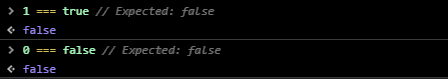 > 1 === true // Expected: false
< false
> 0 === false // Expected: false
< false